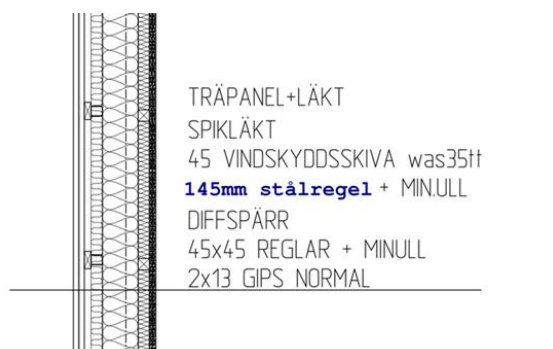 TRÄPANEL+LÄKT
SPIKLÄKT
45 VINDSKYDDSSKIVA was35tt
145mm stålregel + MIN.ULL
DIFFSPÄRR
45x45 REGLAR + MINULL
2x13 GIPS NORMAL